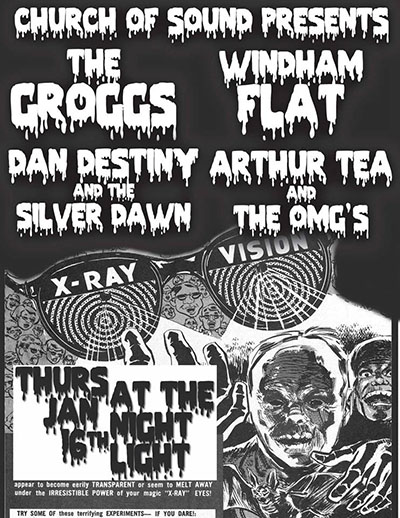 CHURCH OF SOUND PRESENTS
THE GROGGS
WINDHAM FLAT
DAN DESTINY
AND THE
SILVER DAWN
ARTHUR TEA
AND
THE OMG'S
X-RAY
VISION
THURS
JAN
16TH
AT THE
NIGHT
LIGHT
appear to become eerily TRANSPARENT or seem to MELT AWAY
under the IRRESISTIBLE POWER of your magic "X-RAY" EYES!
TRY SOME of these terrifying EXPERIMENTS— IF YOU DARE!: